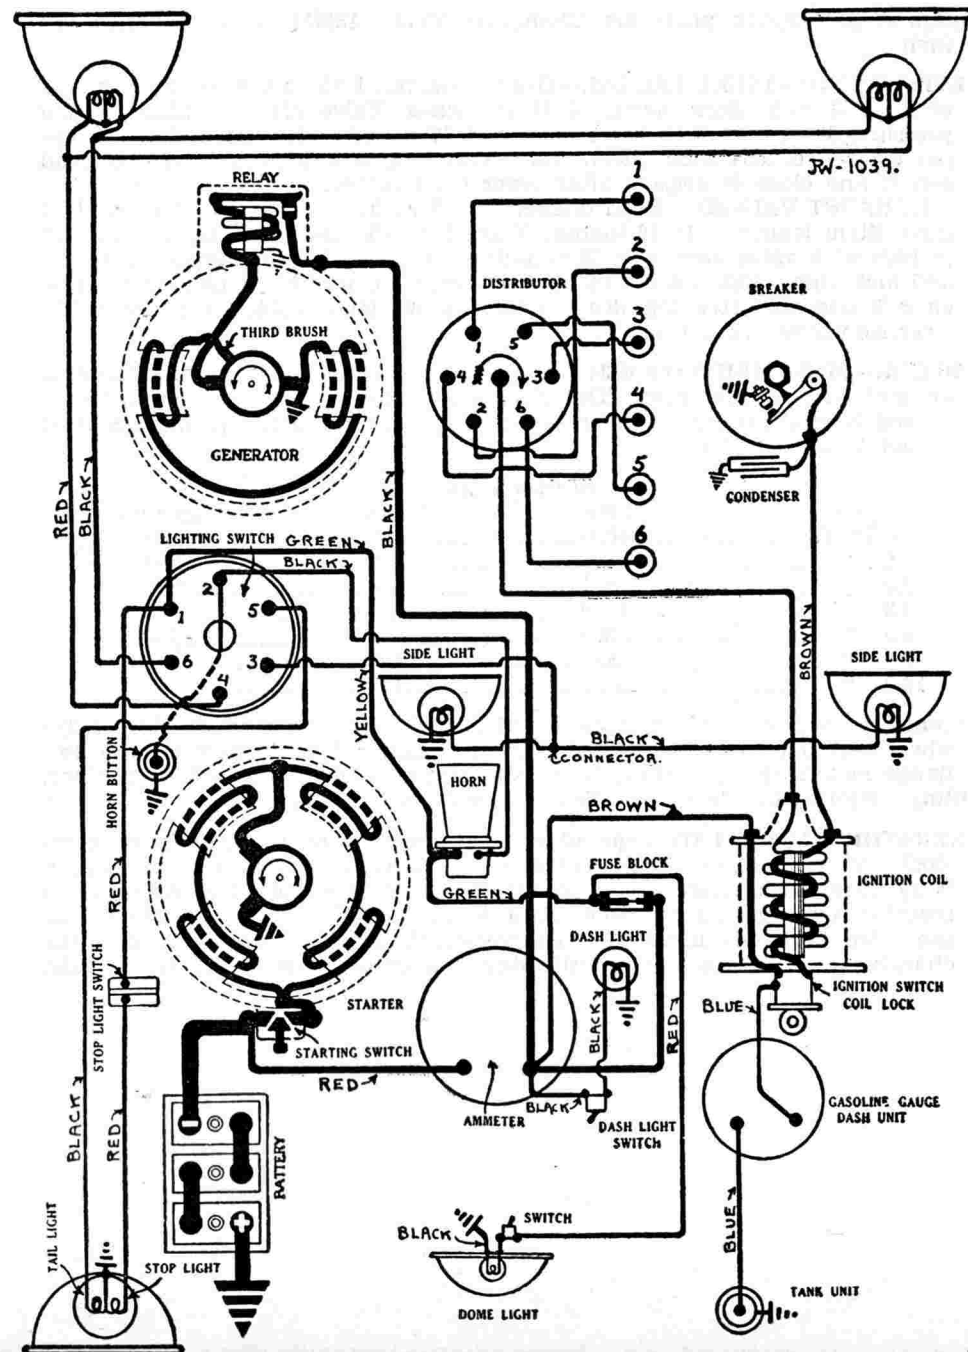 JW-1039.
RELAY
1
2
DISTRIBUTOR
3
BREAKER
THIRD BRUSH
1
5
4
3
2
6
4
GENERATOR
5
CONDENSER
RED
BLACK
BLACK
6
LIGHTING SWITCH
GREEN
BLACK
2
1
5
6
3
4
SIDE LIGHT
BROWN
SIDE LIGHT
YELLOW
BLACK
CCONNECTOR.
HORN BUTTON
HORN
BROWN
RED
FUSE BLOCK
IGNITION COIL
GREEN
DASH LIGHT
STOP LIGHT SWITCH
STARTER
BLACK
RED
BLUE
IGNITION SWITCH
COIL LOCK
STARTING SWITCH
RED
AMMETER
BLACK
DASH LIGHT
SWITCH
GASOLINE GAUGE
DASH UNIT
BLACK
RED
BATTERY
BLUE
TAIL LIGHT
STOP LIGHT
BLACK
SWITCH
DOME LIGHT
TANK UNIT